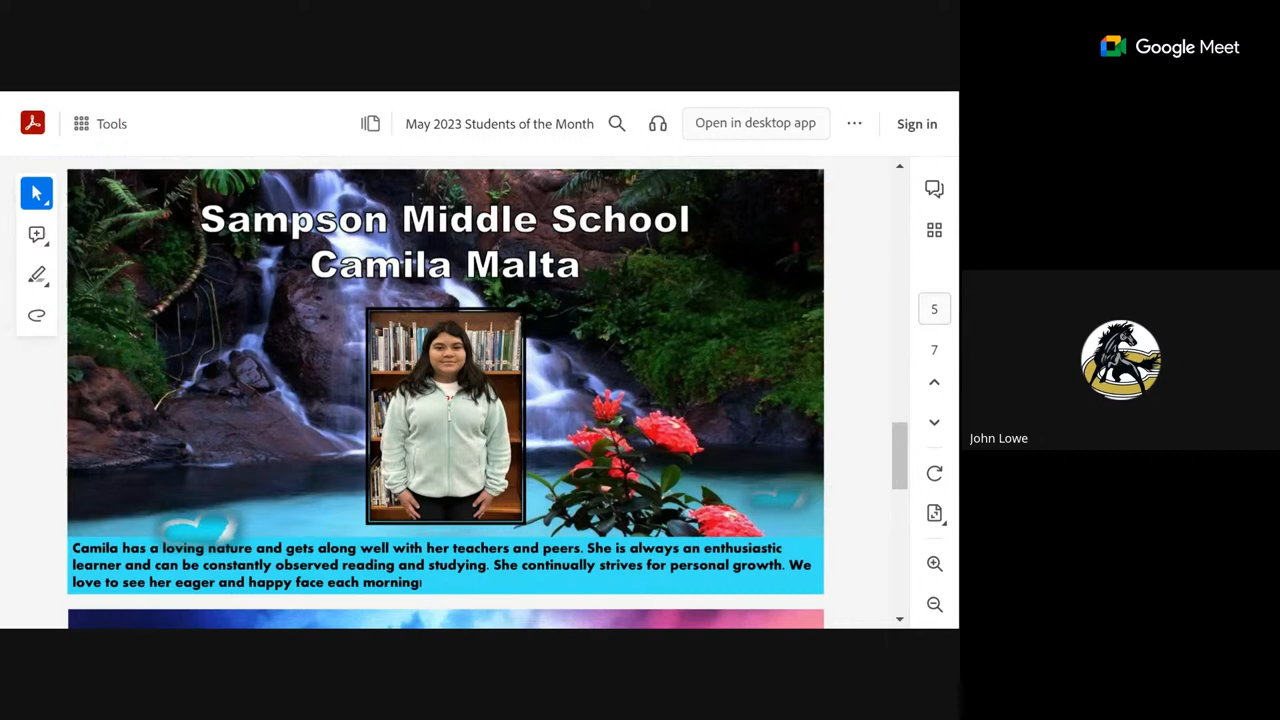 Google Meet
Tools
May 2023 Students of the Month
Open in desktop app
Sign in
Sampson Middle School
Camila Malta
5
7
John Lowe
Camila has a loving nature and gets along well with her teachers and peers. She is always an enthusiastic
learner and can be constantly observed reading and studying. She continually strives for personal growth. We
love to see her eager and happy face each morning!